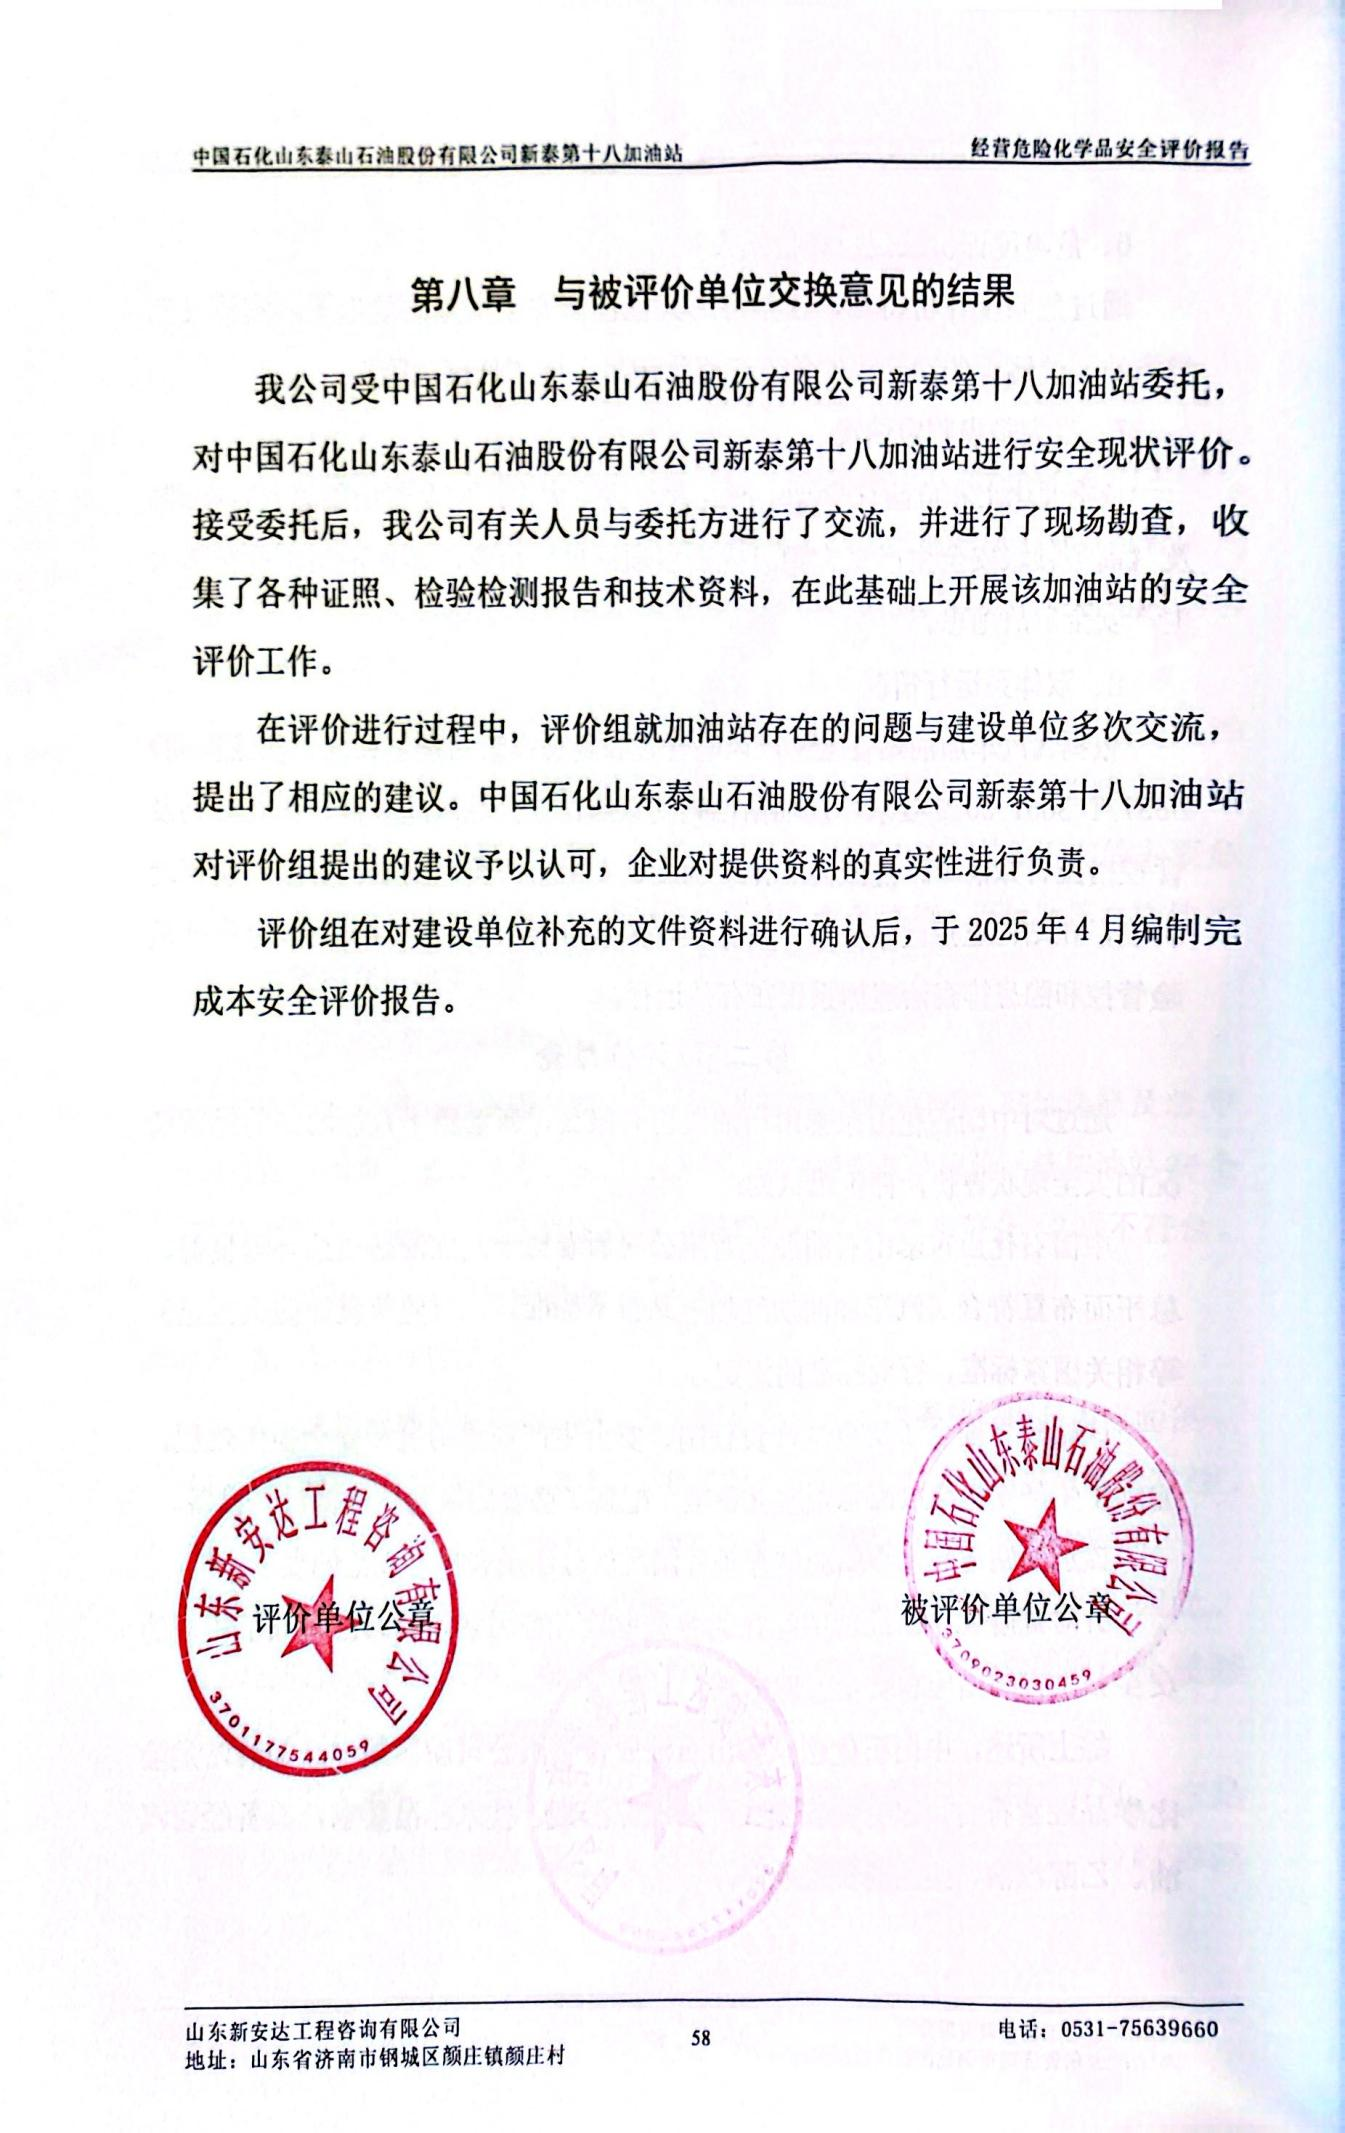 中国石化山东泰山石油股份有限公司新泰第十八加油站
经营危险化学品安全评价报告
第八章　与被评价单位交换意见的结果
我公司受中国石化山东泰山石油股份有限公司新泰第十八加油站委托，
对中国石化山东泰山石油股份有限公司新泰第十八加油站进行安全现状评价。
接受委托后，我公司有关人员与委托方进行了交流，并进行了现场勘查，收
集了各种证照、检验检测报告和技术资料，在此基础上开展该加油站的安全
评价工作。
在评价进行过程中，评价组就加油站存在的问题与建设单位多次交流，
提出了相应的建议。中国石化山东泰山石油股份有限公司新泰第十八加油站
对评价组提出的建议予以认可，企业对提供资料的真实性进行负责。
评价组在对建设单位补充的文件资料进行确认后，于 2025 年 4 月编制完
成本安全评价报告。
山东新安达工程咨询有限公司
评价单位公章
3701177544059
中国石化山东泰山石油股份有限公司
被评价单位公章
3709023030459
山东新安达工程咨询有限公司
地址：山东省济南市钢城区颜庄镇颜庄村
58
电话：0531-75639660